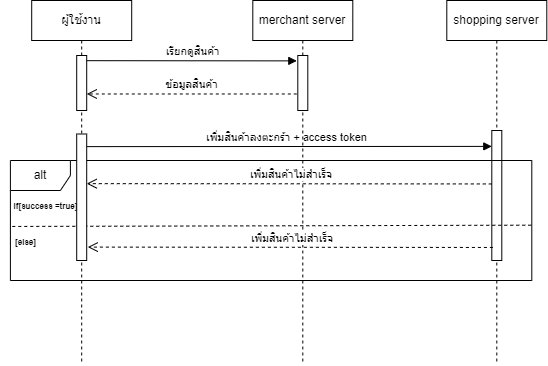 ผู้ใช้งาน
merchant server
shopping server
เรียกดูสินค้า
ข้อมูลสินค้า
เพิ่มสินค้าลงตะกร้า + access token
alt
เพิ่มสินค้าไม่สำเร็จ
if[success =true]
เพิ่มสินค้าไม่สำเร็จ
[else]